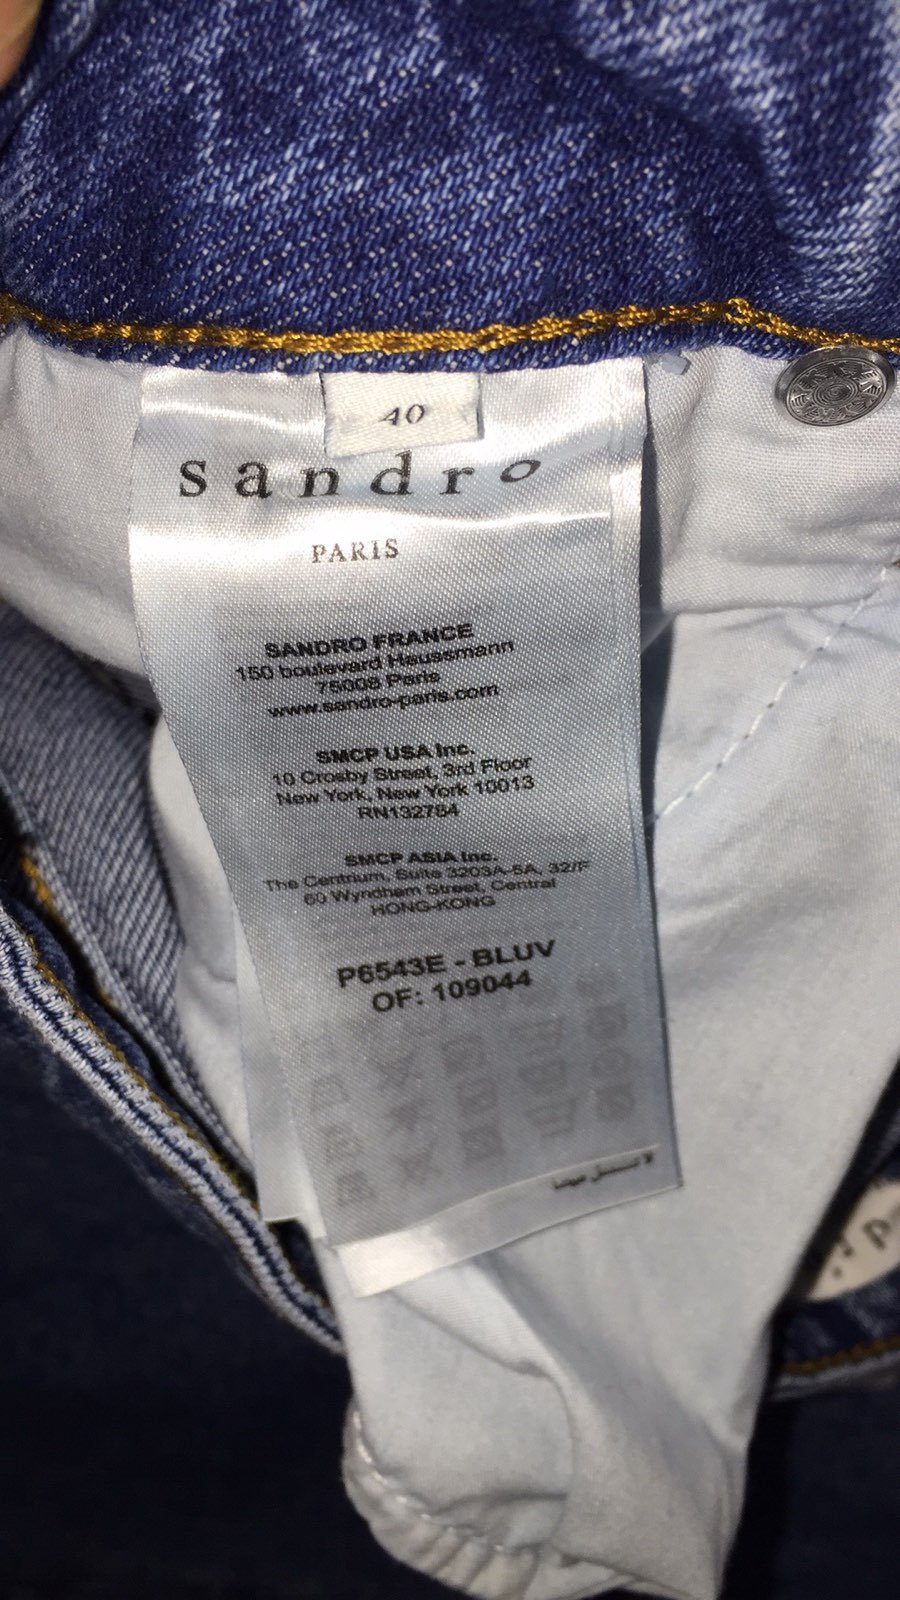 40
sandro
PARIS
SANDRO FRANCE
150 boulevard Haussmann
75008 Paris
www.sandro-paris.com
SMCP USA Inc.
10 Crosby Street, 3rd Floor
New York, New York 10013
RN132784
SMCP ASIA Inc.
The Centrium, Suite 3203A-5A, 32/F
60 Wyndham Street, Central
HONG-KONG
P6543E - BLUV
OF: 109044